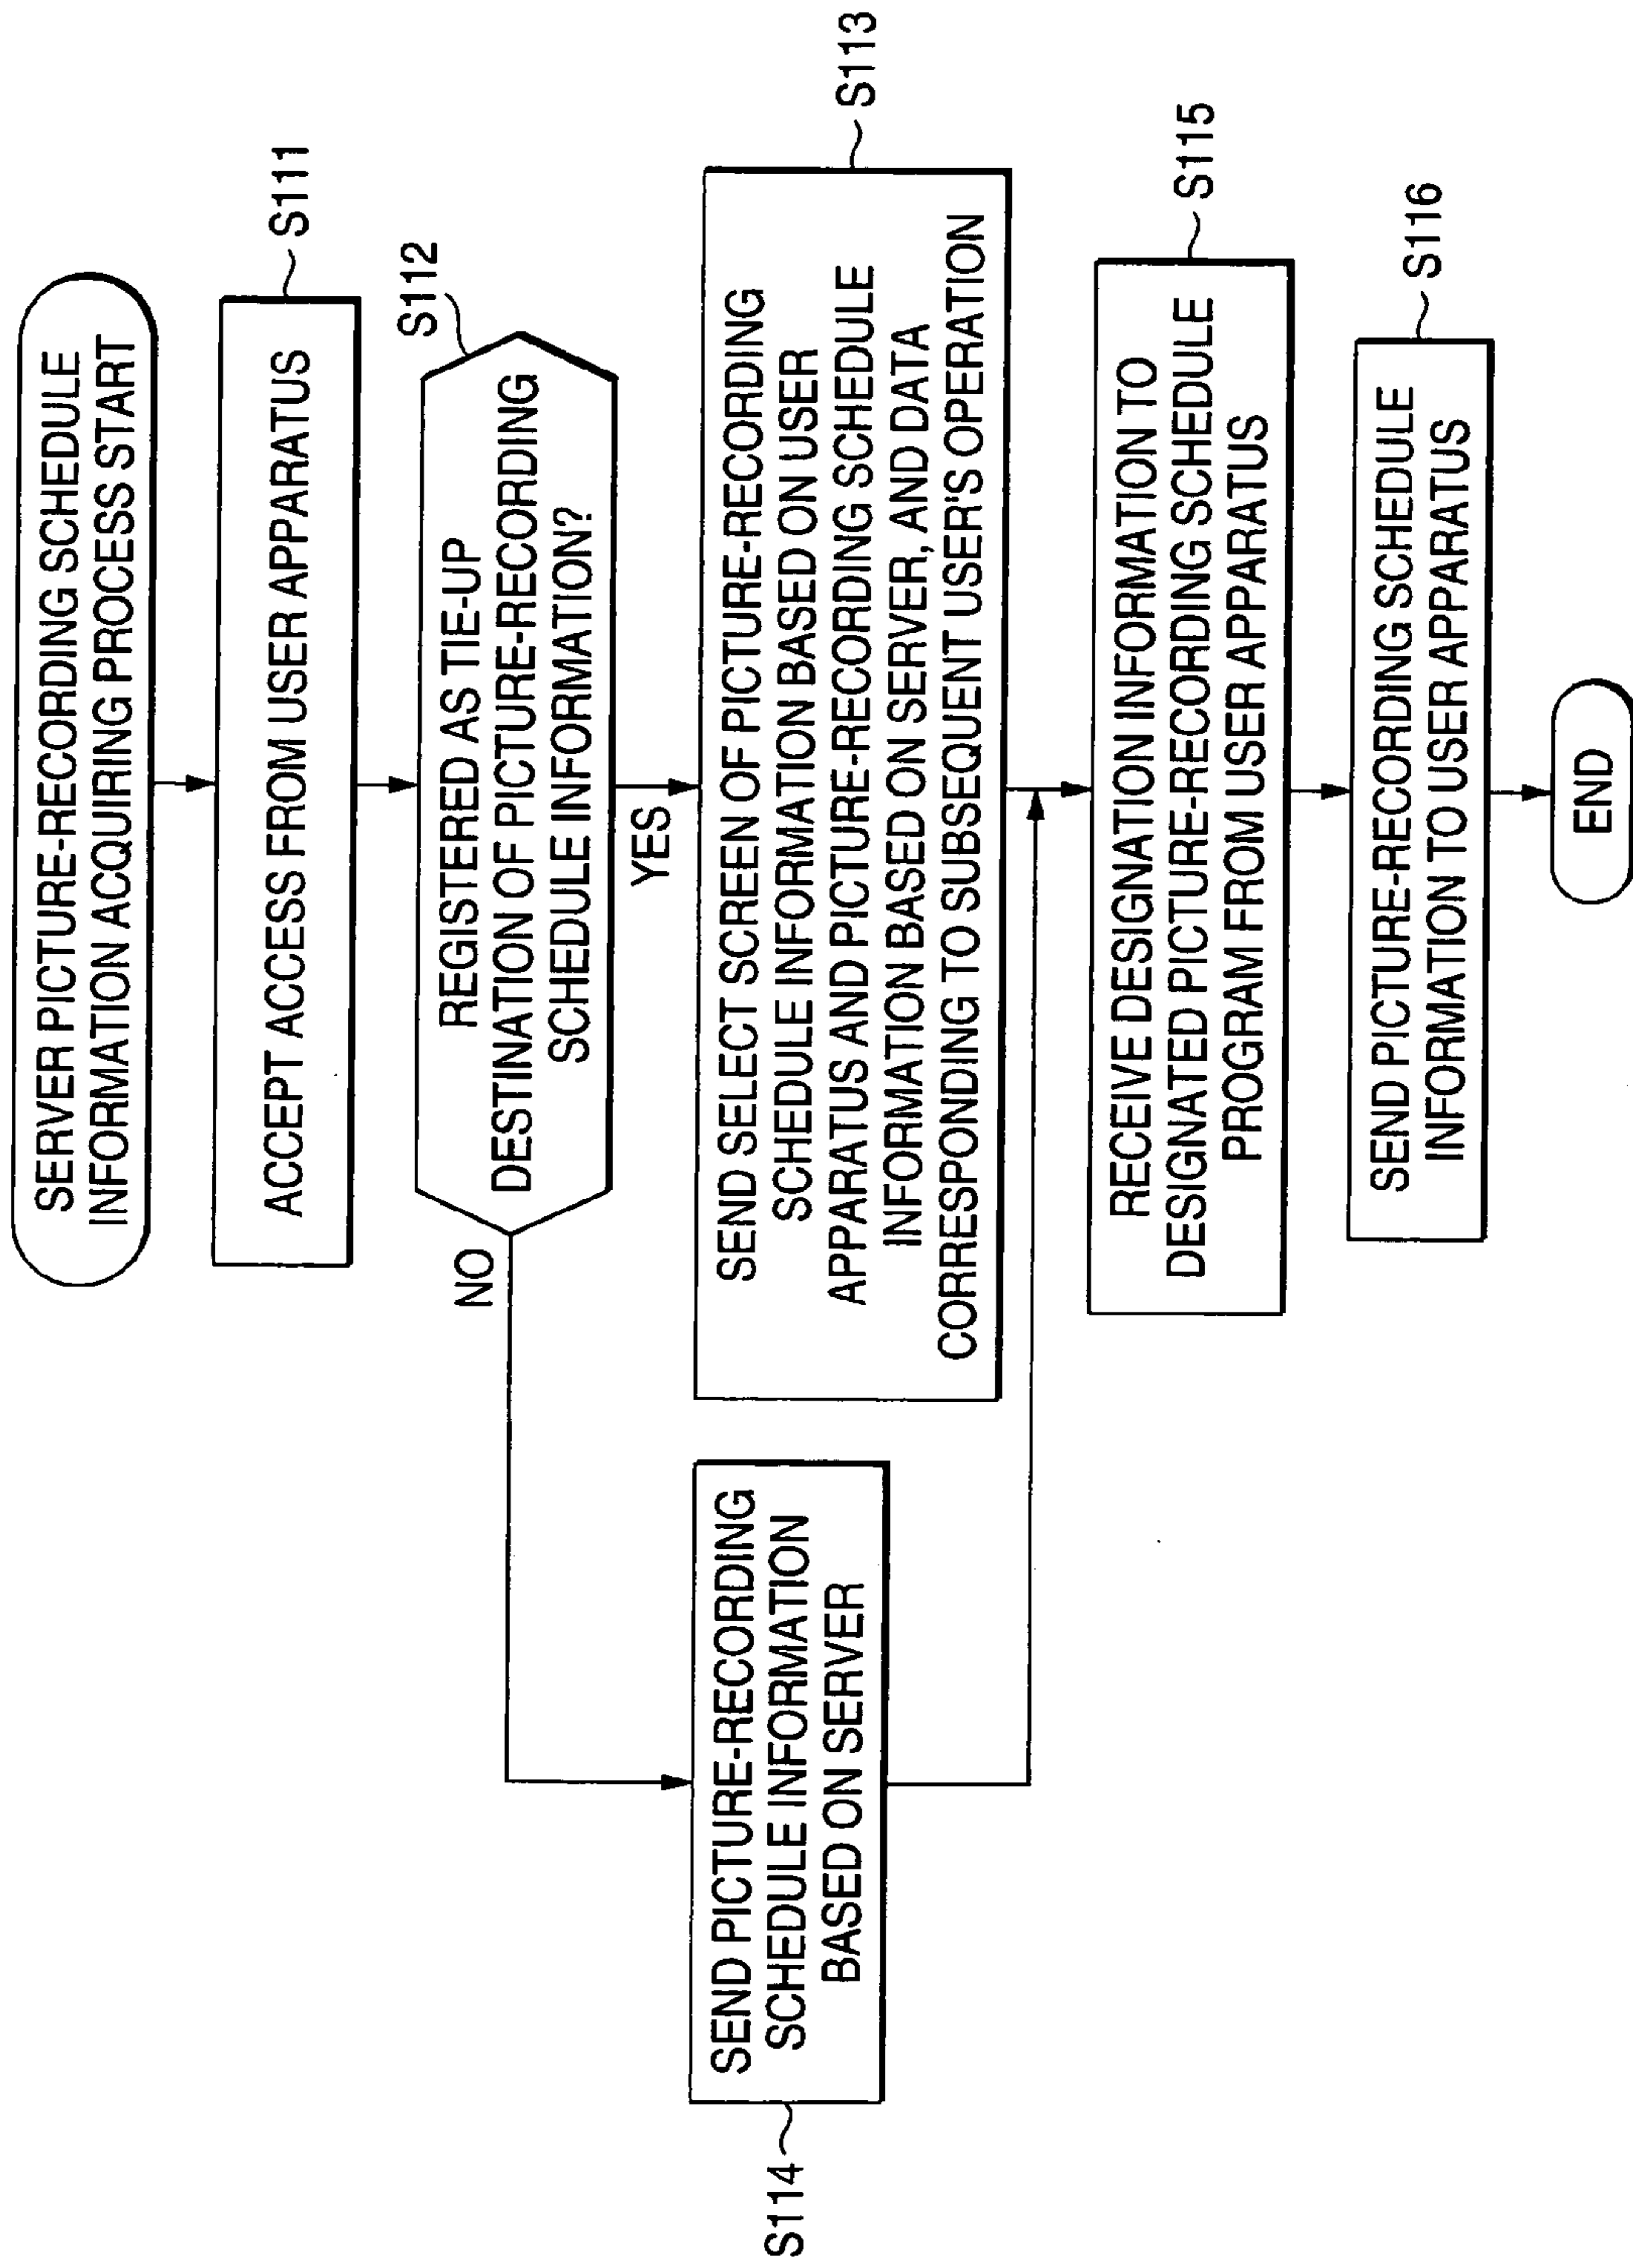 SERVER PICTURE-RECORDING SCHEDULE
INFORMATION ACQUIRING PROCESS START
ACCEPT ACCESS FROM USER APPARATUS
S111
S112
REGISTERED AS TIE-UP
DESTINATION OF PICTURE-RECORDING
SCHEDULE INFORMATION?
NO
YES
SEND SELECT SCREEN OF PICTURE-RECORDING
SCHEDULE INFORMATION BASED ON USER
APPARATUS AND PICTURE-RECORDING SCHEDULE
INFORMATION BASED ON SERVER, AND DATA
CORRESPONDING TO SUBSEQUENT USER'S OPERATION
S113
S114
SEND PICTURE-RECORDING
SCHEDULE INFORMATION
BASED ON SERVER
RECEIVE DESIGNATION INFORMATION TO
DESIGNATED PICTURE-RECORDING SCHEDULE
PROGRAM FROM USER APPARATUS
S115
SEND PICTURE-RECORDING SCHEDULE
INFORMATION TO USER APPARATUS
S116
END